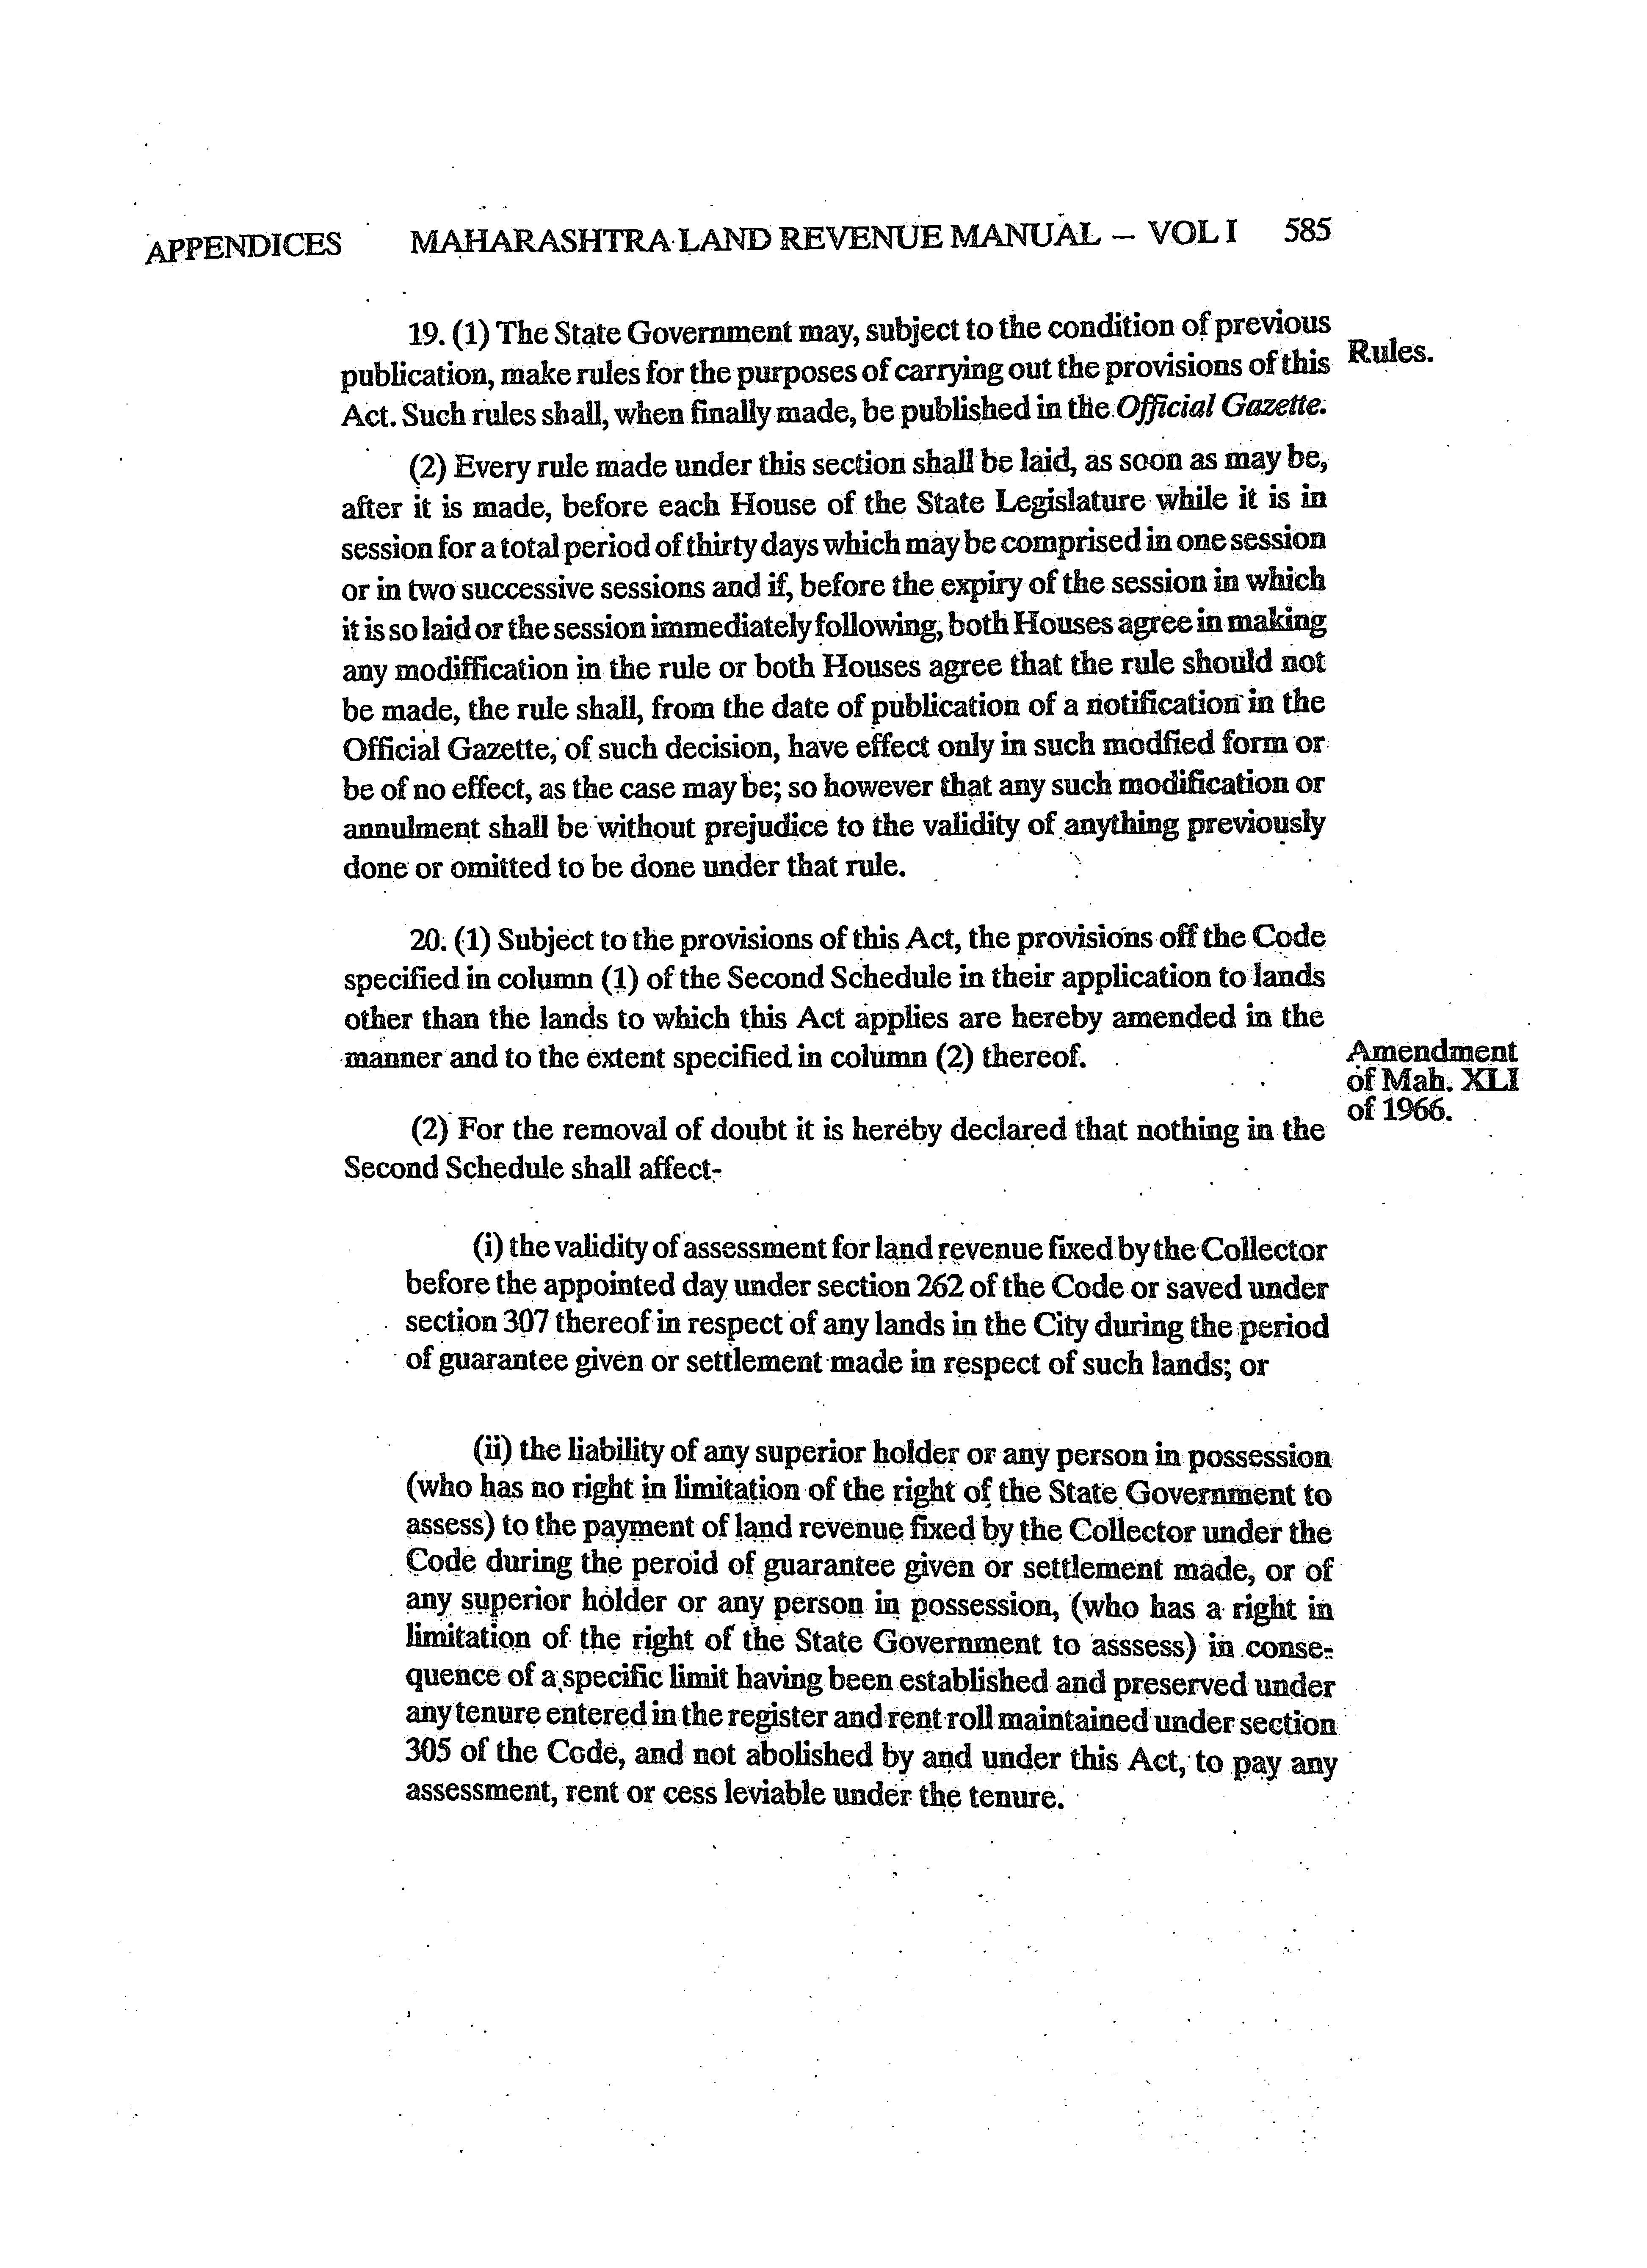 APPENDICES MAHARASHTRA LAND REVENUE MANUAL – VOL I 585
19. (1) The State Government may, subject to the condition of previous
publication, make rules for the purposes of carrying out the provisions of this
Act. Such rules shall, when finally made, be published in the Official Gazette.
Rules.
(2) Every rule made under this section shall be laid, as soon as may be,
after it is made, before each House of the State Legislature while it is in
session for a total period of thirty days which may be comprised in one session
or in two successive sessions and if, before the expiry of the session in which
it is so laid or the session immediately following, both Houses agree in making
any modiffication in the rule or both Houses agree that the rule should not
be made, the rule shall, from the date of publication of a notification in the
Official Gazette, of such decision, have effect only in such modfied form or
be of no effect, as the case may be; so however that any such modification or
annulment shall be without prejudice to the validity of anything previously
done or omitted to be done under that rule.
20. (1) Subject to the provisions of this Act, the provisions off the Code
specified in column (1) of the Second Schedule in their application to lands
other than the lands to which this Act applies are hereby amended in the
manner and to the extent specified in column (2) thereof.
Amendment
of Mah. XLI
of 1966.
(2) For the removal of doubt it is hereby declared that nothing in the
Second Schedule shall affect-
(i) the validity of assessment for land revenue fixed by the Collector
before the appointed day under section 262 of the Code or saved under
section 307 thereof in respect of any lands in the City during the period
of guarantee given or settlement made in respect of such lands; or
(ii) the liability of any superior holder or any person in possession
(who has no right in limitation of the right of the State Government to
assess) to the payment of land revenue fixed by the Collector under the
Code during the peroid of guarantee given or settlement made, or of
any superior holder or any person in possession, (who has a right in
limitation of the right of the State Government to asssess) in conse-
quence of a specific limit having been established and preserved under
any tenure entered in the register and rent roll maintained under section
305 of the Code, and not abolished by and under this Act, to pay any
assessment, rent or cess leviable under the tenure.